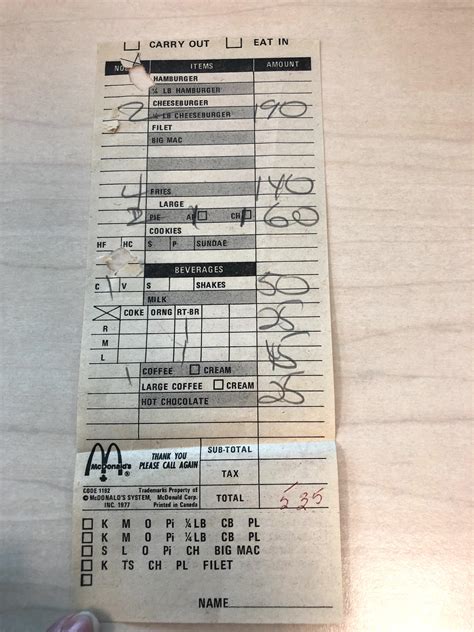 ☐ CARRY OUT ☐ EAT IN
ITEMS AMOUNT
HAMBURGER
¼ LB HAMBURGER
CHEESEBURGER
2 ¼ LB CHEESEBURGER 190
FILET
BIG MAC
4 FRIES 140
LARGE
2 PIE AP ☐ CH ☐ 60
COOKIES
HF HC S P SUNDAE
BEVERAGES
C 1 V S SHAKES 50
MILK
COKE ORNG RT-BR 25
R
M
L
1 COFFEE ☐ CREAM
LARGE COFFEE ☐ CREAM 25
HOT CHOCOLATE
McDonald's ® THANK YOU PLEASE CALL AGAIN
SUB-TOTAL
TAX
TOTAL 5 35
CODE 1192 Trademarks Property of
© McDONALD'S SYSTEM, McDonald Corp.
INC. 1977 Printed in Canada
☐ K M O Pi ¼LB CB PL
☐ K M O Pi ¼LB CB PL
☐ S L O Pi CH BIG MAC
☐ K TS CH PL FILET
☐
NAME